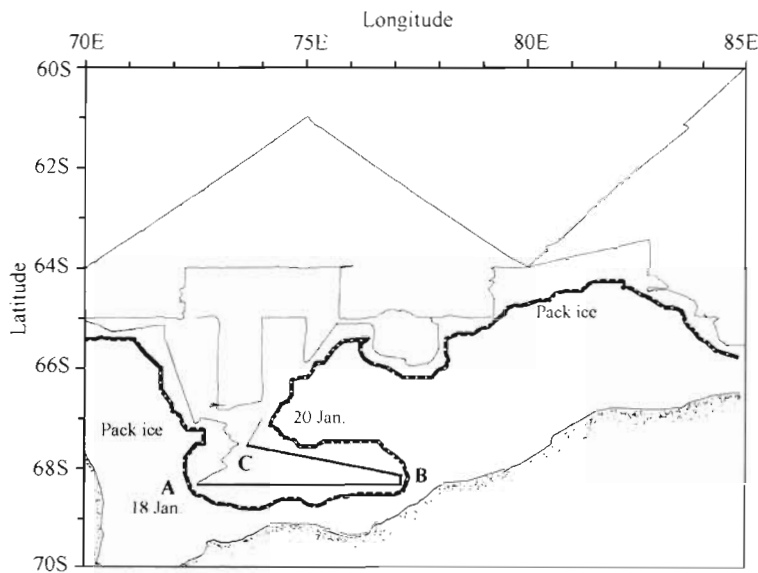 Longitude
70E 75E 80E 85E
60S
62S
64S
Latitude
Pack ice
66S
20 Jan.
Pack ice
C
68S
B
A
18 Jan.
70S